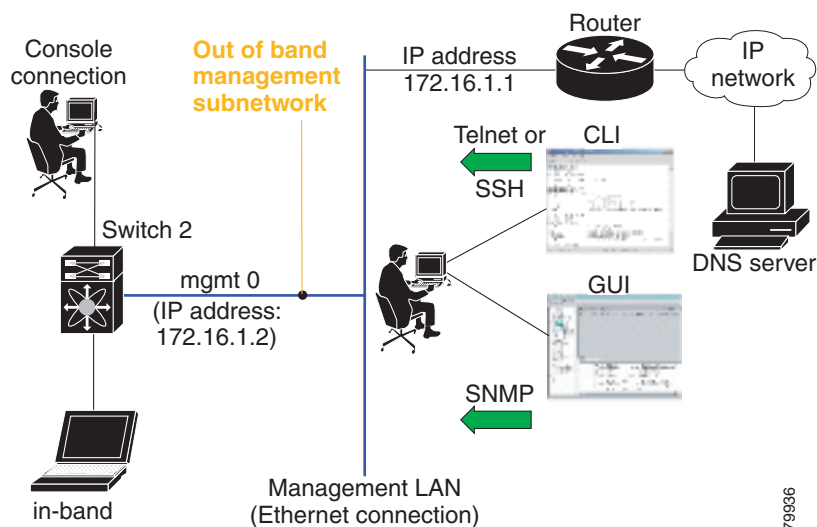 Console
connection
Out of band
management
subnetwork
IP address
172.16.1.1
Router
IP
network
Telnet or
SSH
CLI
DNS server
Switch 2
mgmt 0
(IP address:
172.16.1.2)
GUI
SNMP
in-band
Management LAN
(Ethernet connection)
79936